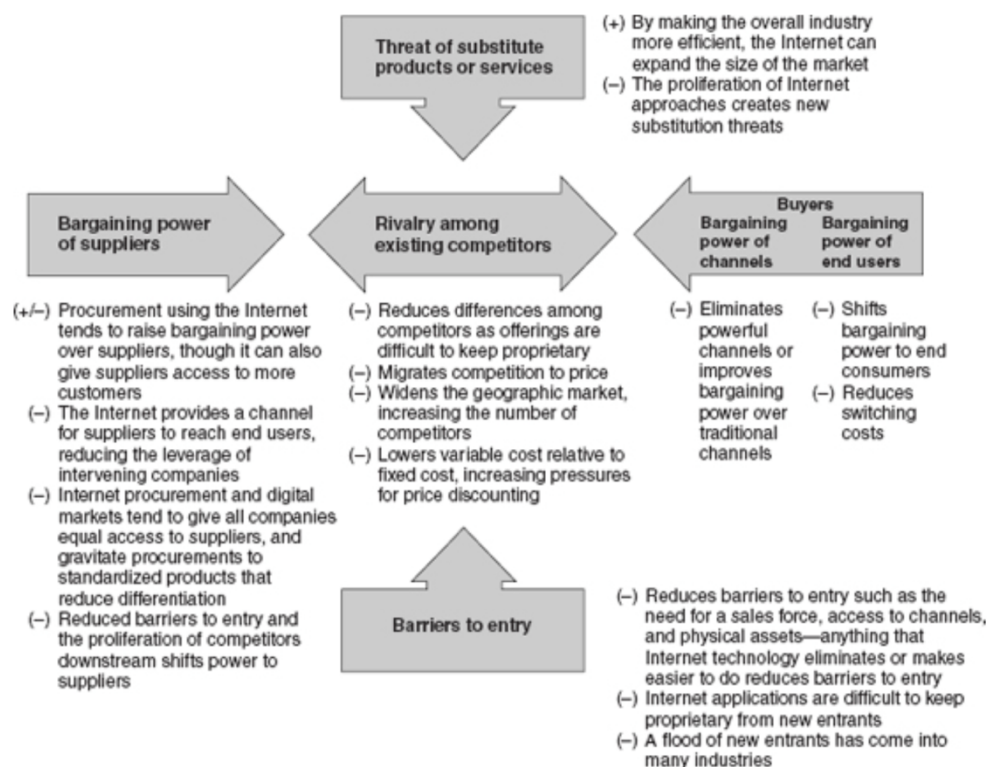 Threat of substitute
products or services
(+) By making the overall industry
more efficient, the Internet can
expand the size of the market
(–) The proliferation of Internet
approaches creates new
substitution threats
Bargaining power
of suppliers
Rivalry among
existing competitors
Buyers
Bargaining
power of
channels
Bargaining
power of
end users
(+/–) Procurement using the Internet
tends to raise bargaining power
over suppliers, though it can also
give suppliers access to more
customers
(–) The Internet provides a channel
for suppliers to reach end users,
reducing the leverage of
intervening companies
(–) Internet procurement and digital
markets tend to give all companies
equal access to suppliers, and
gravitate procurements to
standardized products that
reduce differentiation
(–) Reduced barriers to entry and
the proliferation of competitors
downstream shifts power to
suppliers
(–) Reduces differences among
competitors as offerings are
difficult to keep proprietary
(–) Migrates competition to price
(–) Widens the geographic market,
increasing the number of
competitors
(–) Lowers variable cost relative to
fixed cost, increasing pressures
for price discounting
(–) Eliminates
powerful
channels or
improves
bargaining
power over
traditional
channels
(–) Shifts
bargaining
power to end
consumers
(–) Reduces
switching
costs
Barriers to entry
(–) Reduces barriers to entry such as the
need for a sales force, access to channels,
and physical assets—anything that
Internet technology eliminates or makes
easier to do reduces barriers to entry
(–) Internet applications are difficult to keep
proprietary from new entrants
(–) A flood of new entrants has come into
many industries